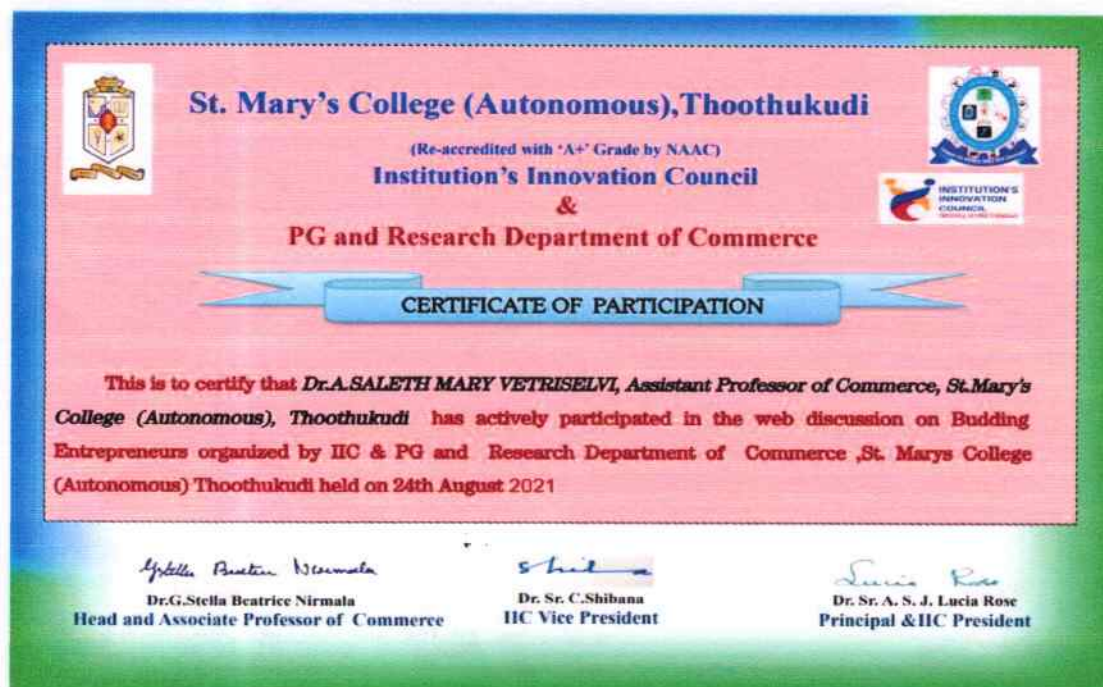 St. Mary's College (Autonomous),Thoothukudi
(Re-accredited with 'A+' Grade by NAAC)
Institution's Innovation Council
&
PG and Research Department of Commerce
INSTITUTION'S
INNOVATION
COUNCIL
CERTIFICATE OF PARTICIPATION
This is to certify that Dr.A.SALETH MARY VETRISELVI, Assistant Professor of Commerce, St.Mary's
College (Autonomous), Thoothukudi has actively participated in the web discussion on Budding
Entrepreneurs organized by IIC & PG and Research Department of Commerce ,St. Marys College
(Autonomous) Thoothukudi held on 24th August 2021
Dr.G.Stella Beatrice Nirmala
Head and Associate Professor of Commerce
Dr. Sr. C.Shibana
IIC Vice President
Lucia Rose
Dr. Sr. A. S. J. Lucia Rose
Principal &IIC President